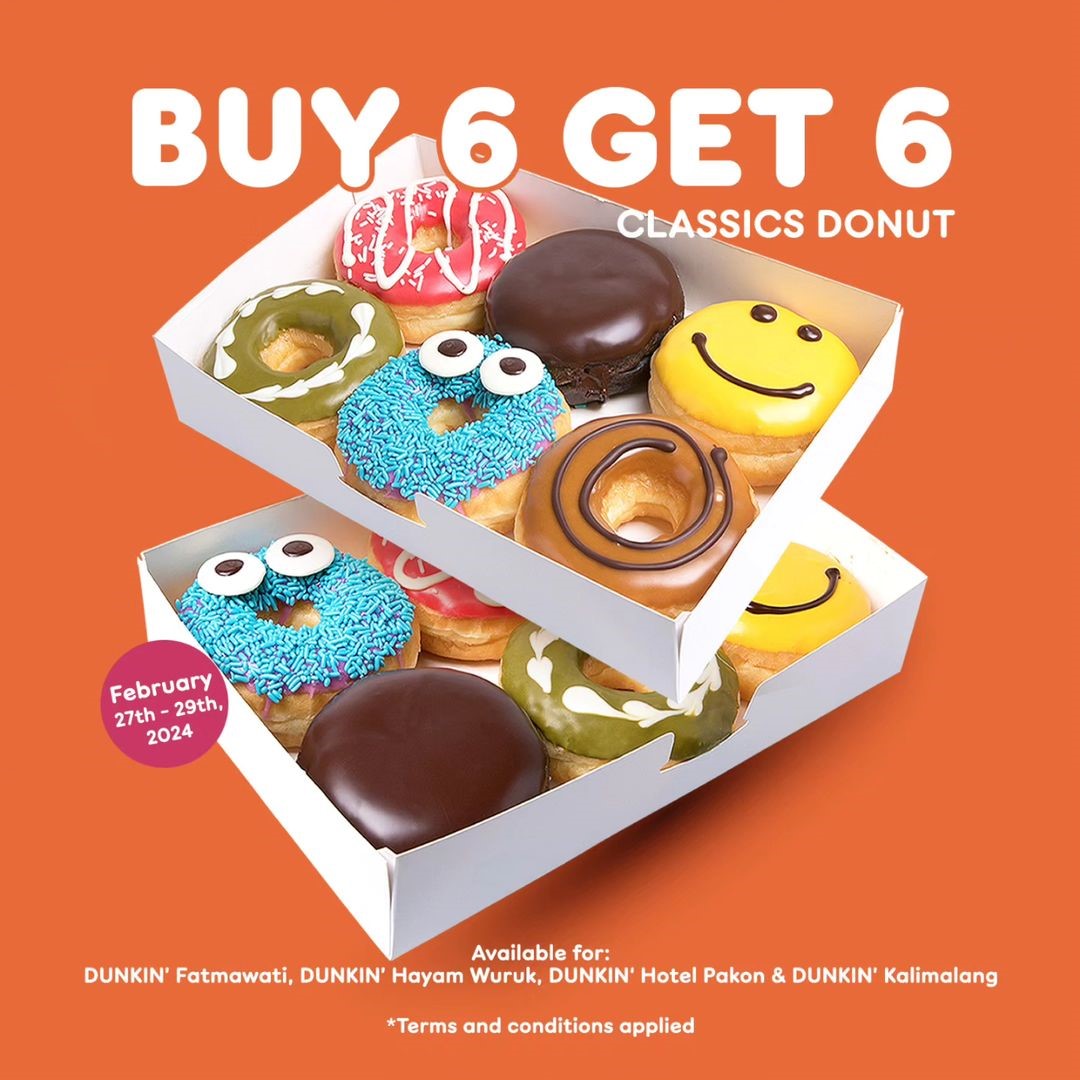 BUY 6 GET 6
CLASSICS DONUT
February
27th - 29th,
2024
Available for:
DUNKIN' Fatmawati, DUNKIN' Hayam Wuruk, DUNKIN' Hotel Pakon & DUNKIN' Kalimalang
*Terms and conditions applied